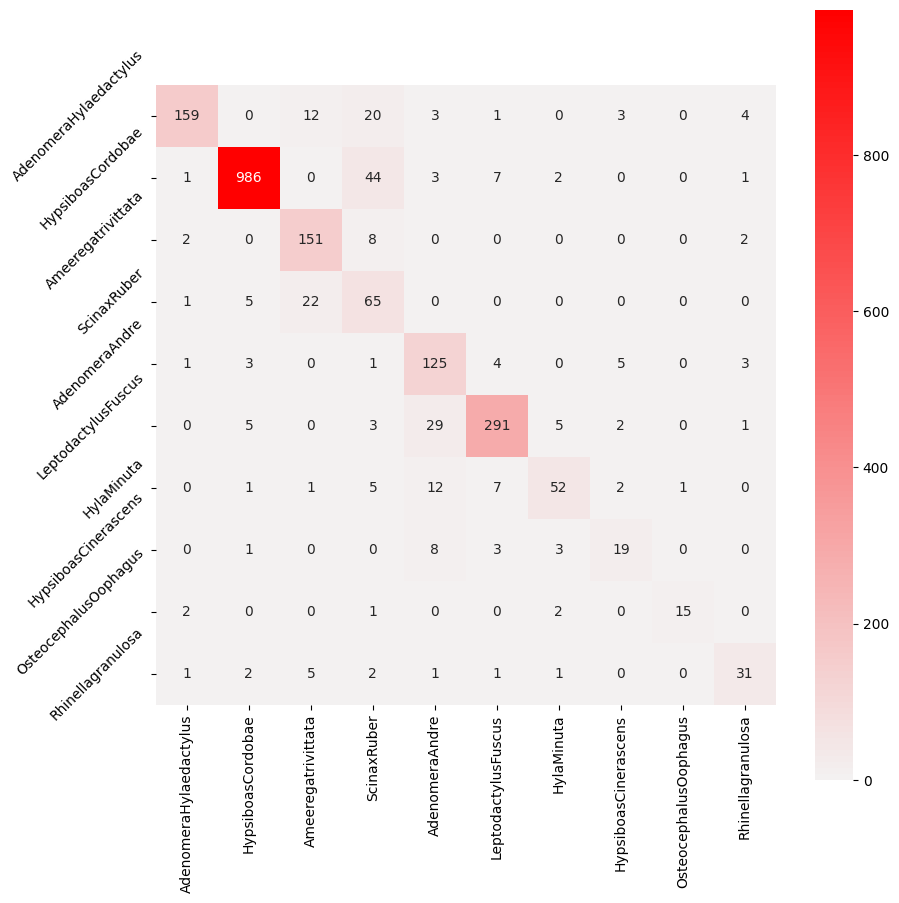 AdenomeraHylaedactylus 159 0 12 20 3 1 0 3 0 4
HypsiboasCordobae 1 986 0 44 3 7 2 0 0 1
Ameeregatrivittata 2 0 151 8 0 0 0 0 0 2
ScinaxRuber 1 5 22 65 0 0 0 0 0 0
AdenomeraAndre 1 3 0 1 125 4 0 5 0 3
LeptodactylusFuscus 0 5 0 3 29 291 5 2 0 1
HylaMinuta 0 1 1 5 12 7 52 2 1 0
HypsiboasCinerascens 0 1 0 0 8 3 3 19 0 0
OsteocephalusOophagus 2 0 0 1 0 0 2 0 15 0
Rhinellagranulosa 1 2 5 2 1 1 1 0 0 31
AdenomeraHylaedactylus
HypsiboasCordobae
Ameeregatrivittata
ScinaxRuber
AdenomeraAndre
LeptodactylusFuscus
HylaMinuta
HypsiboasCinerascens
OsteocephalusOophagus
Rhinellagranulosa
800
600
400
200
0